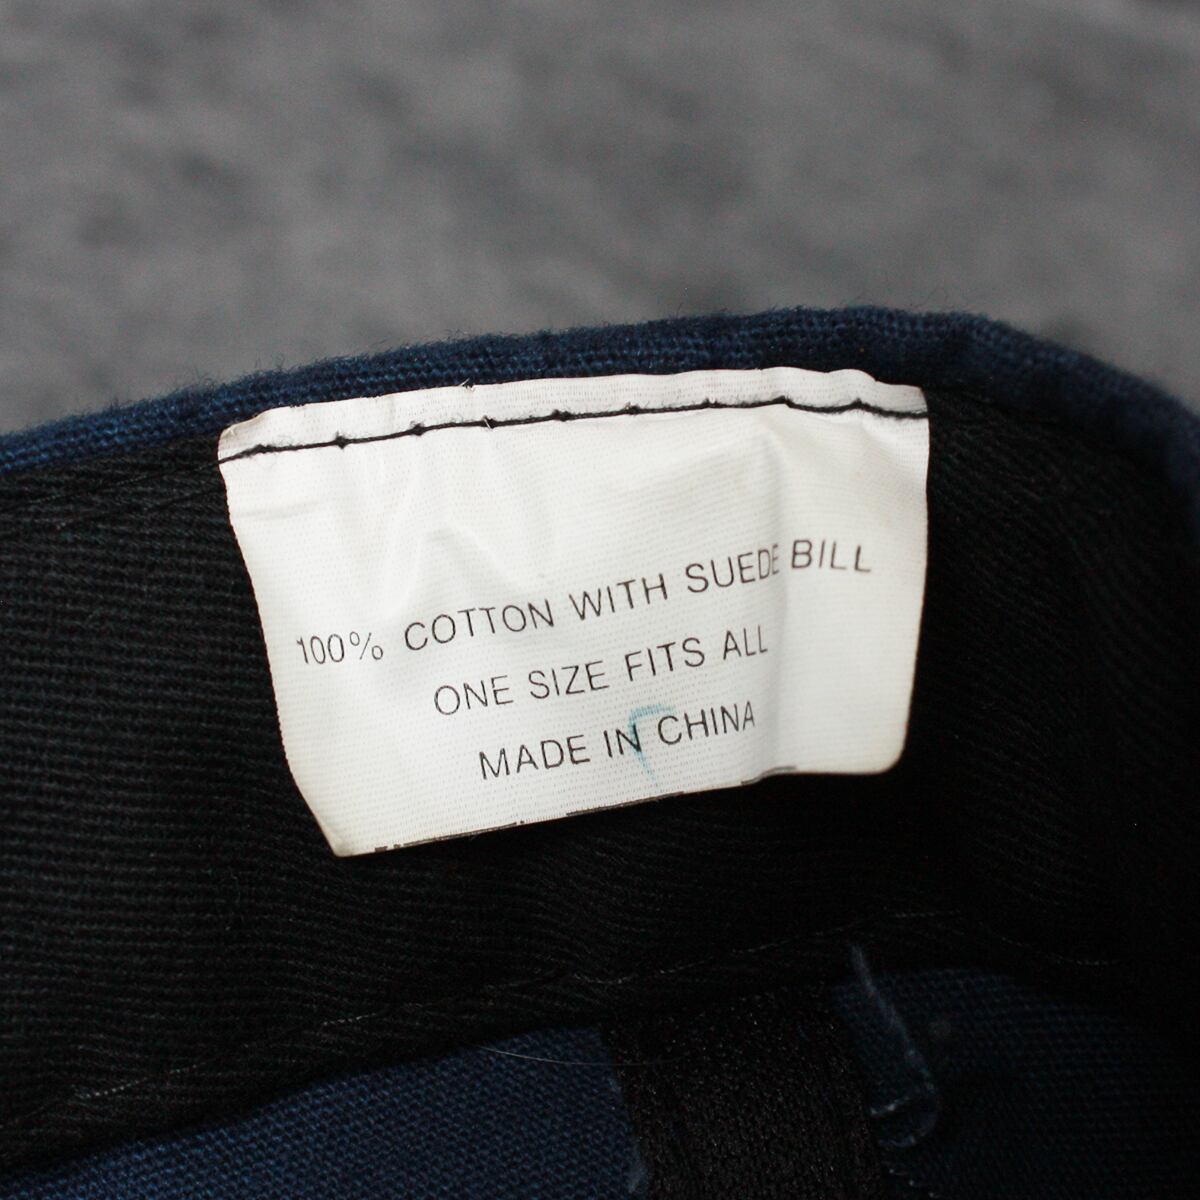 100% COTTON WITH SUEDE BILL
ONE SIZE FITS ALL
MADE IN CHINA